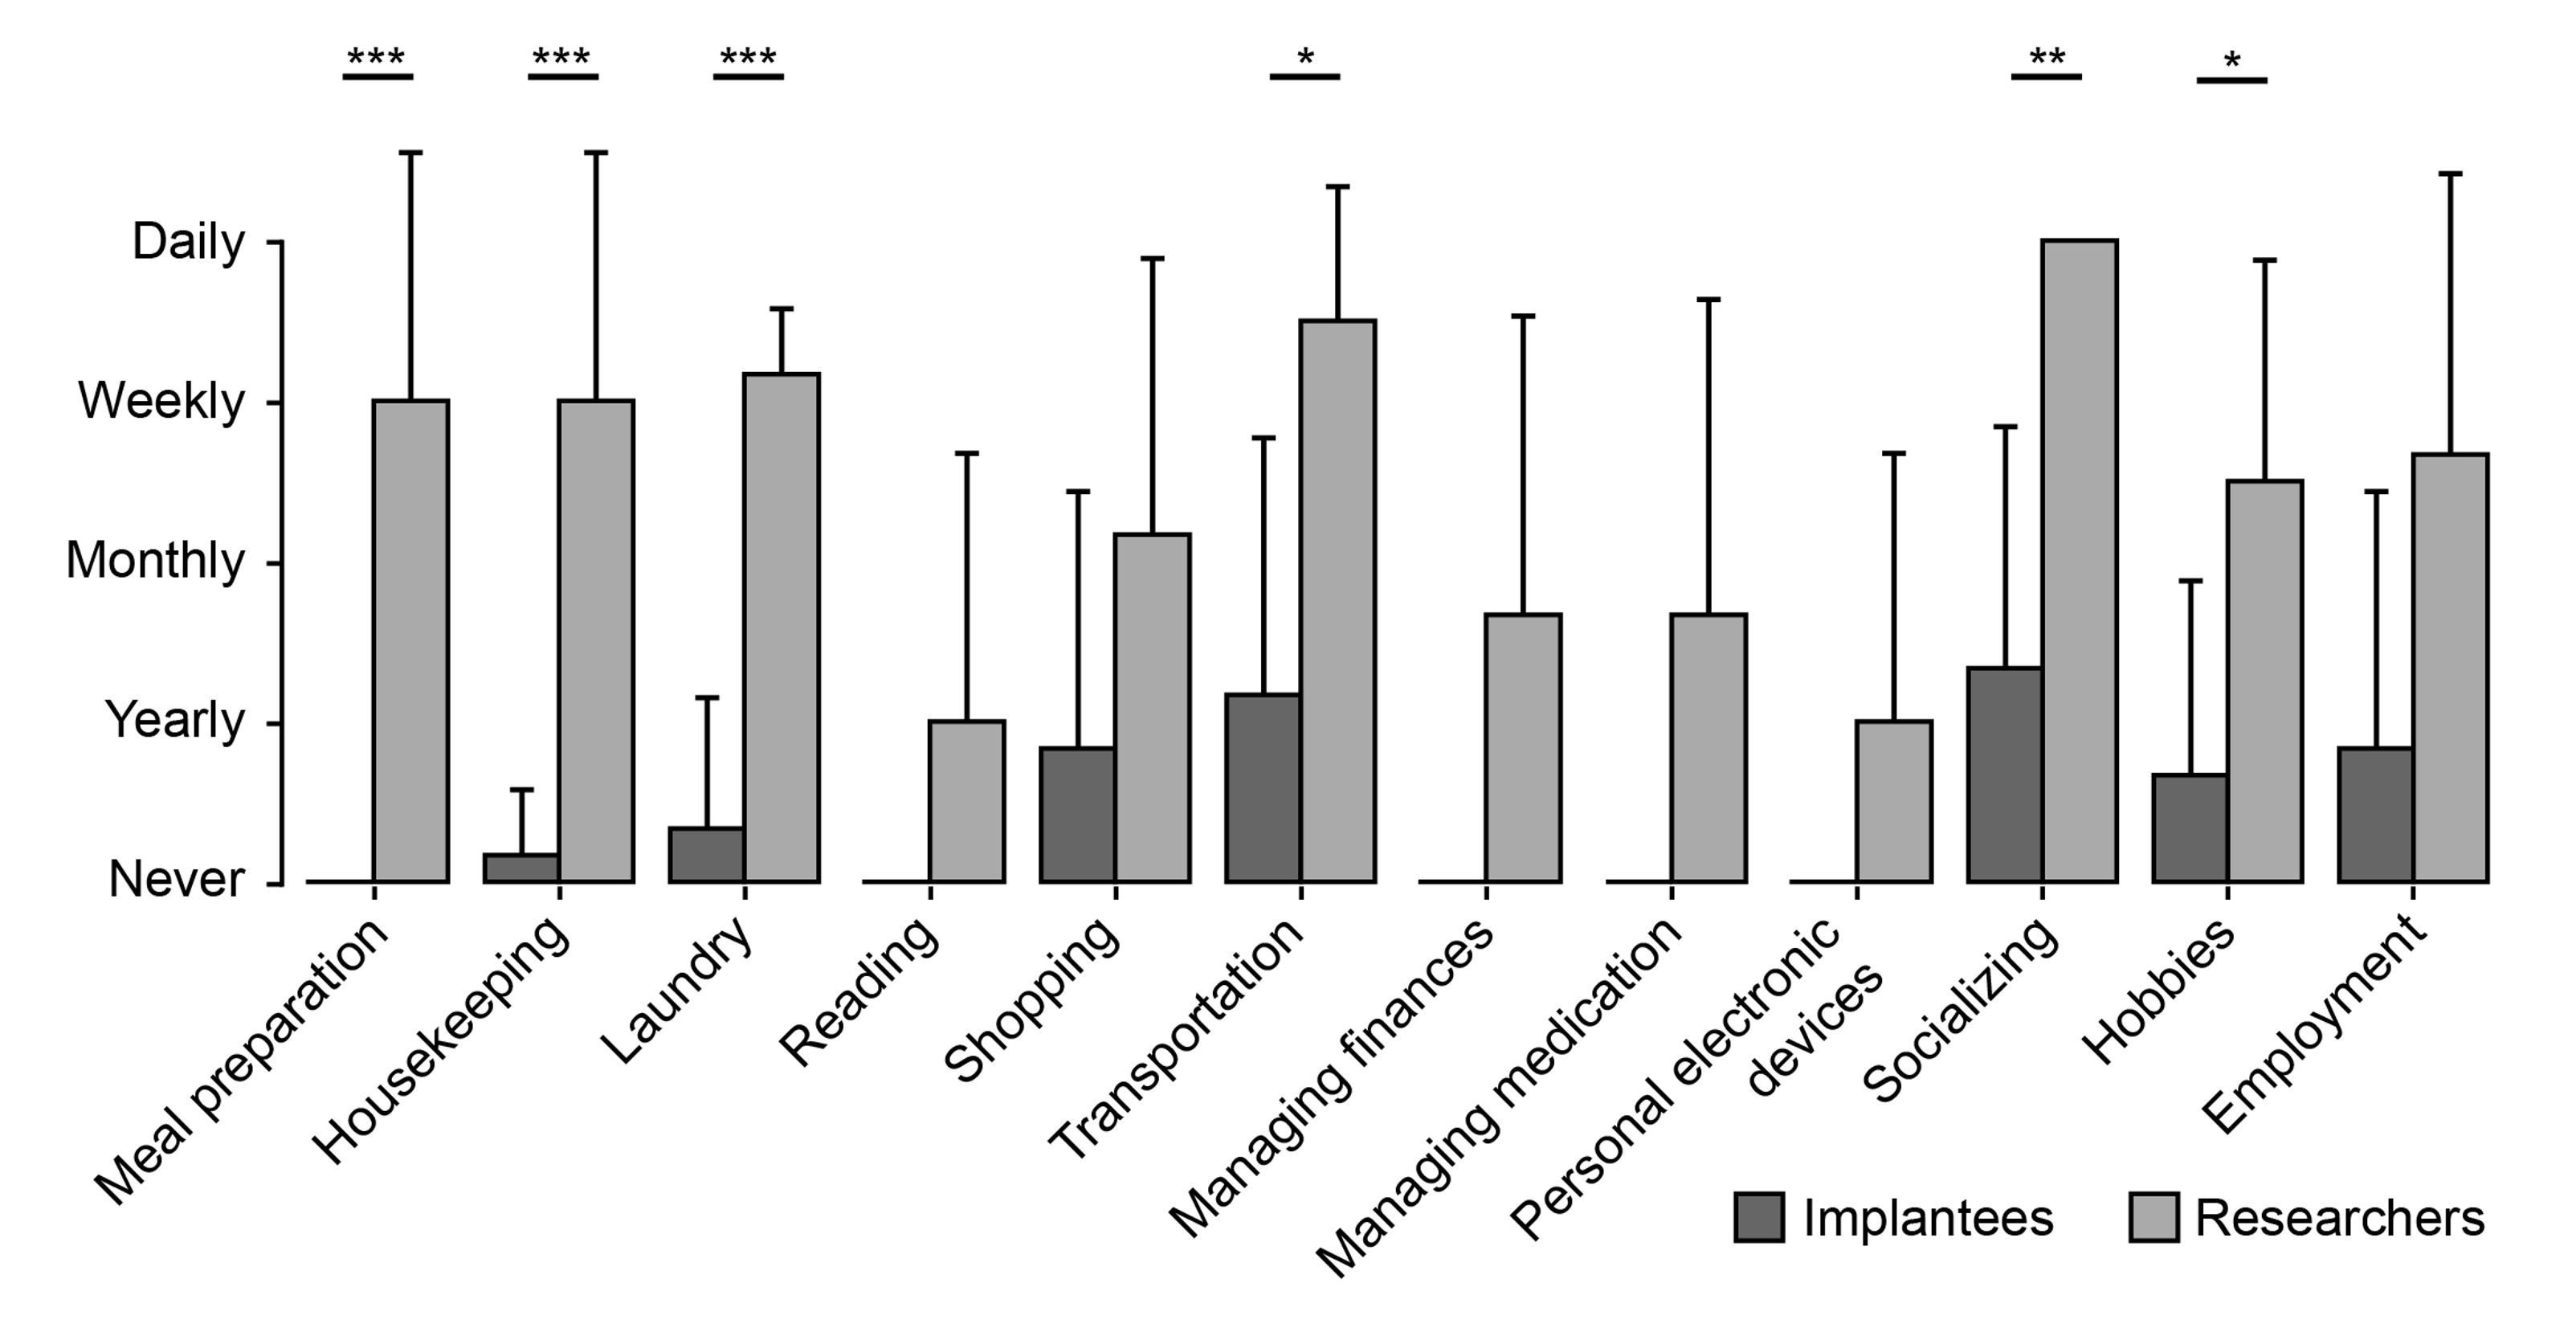 *** *** *** * ** *
Daily
Weekly
Monthly
Yearly
Never
Meal preparation
Housekeeping
Laundry
Reading
Shopping
Transportation
Managing finances
Managing medication
Personal electronic
devices
Socializing
Hobbies
Employment
Implantees
Researchers